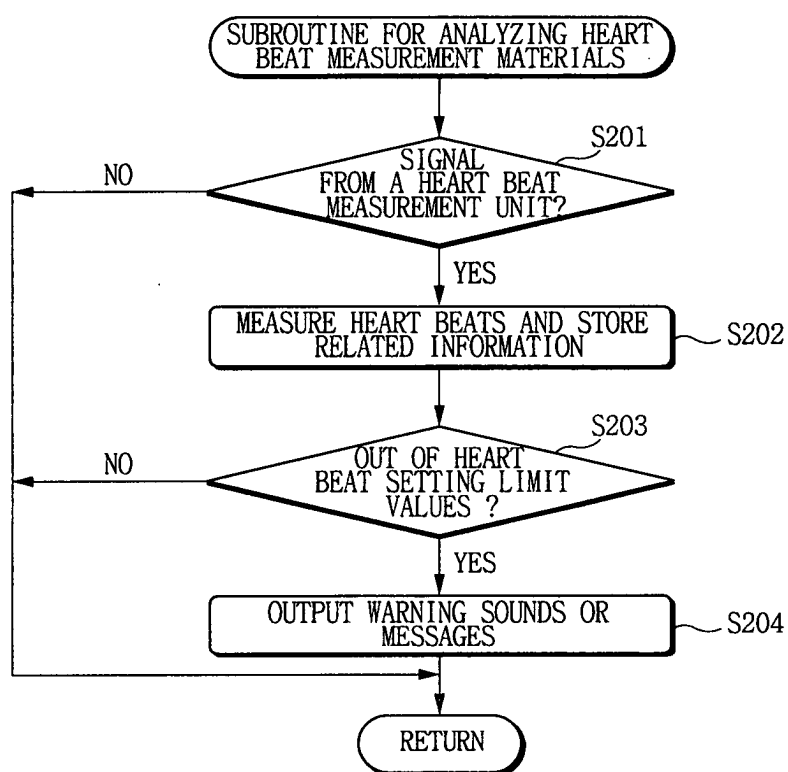 SUBROUTINE FOR ANALYZING HEART
BEAT MEASUREMENT MATERIALS
S201
SIGNAL
FROM A HEART BEAT
MEASUREMENT UNIT?
NO
YES
MEASURE HEART BEATS AND STORE
RELATED INFORMATION
S202
S203
OUT OF HEART
BEAT SETTING LIMIT
VALUES ?
NO
YES
OUTPUT WARNING SOUNDS OR
MESSAGES
S204
RETURN